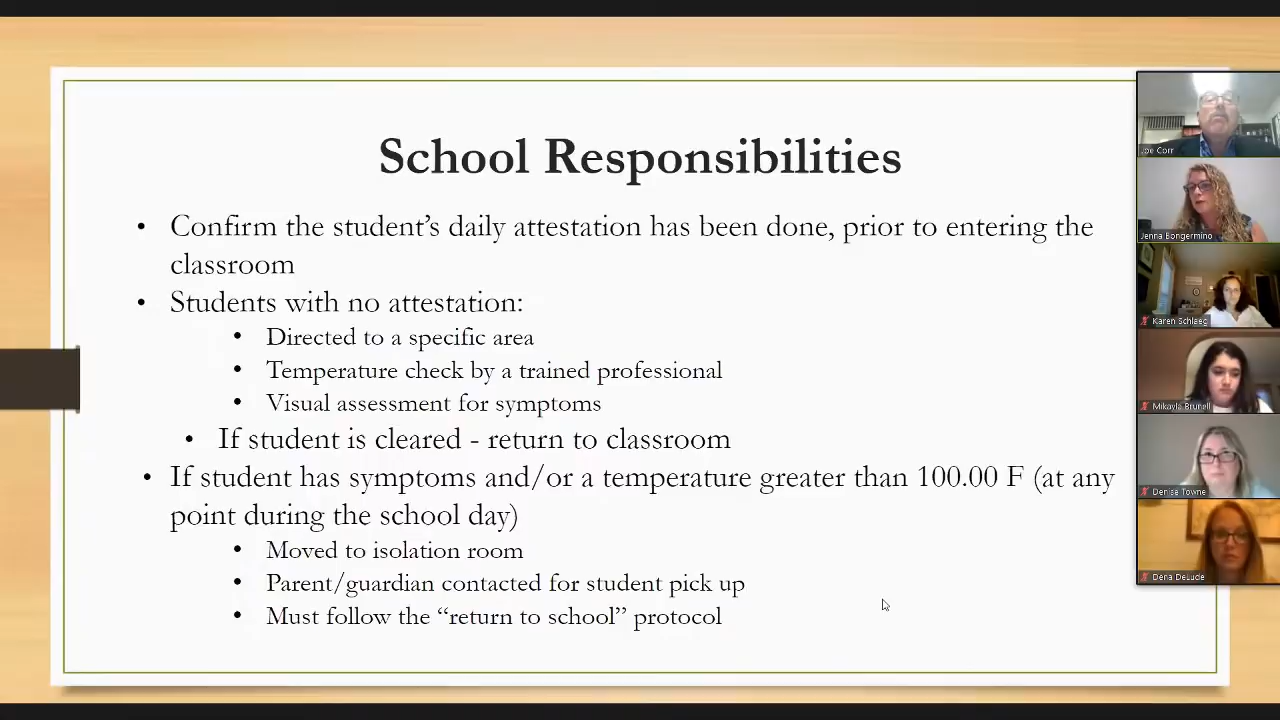 School Responsibilities
• Confirm the student’s daily attestation has been done, prior to entering the
classroom
• Students with no attestation:
• Directed to a specific area
• Temperature check by a trained professional
• Visual assessment for symptoms
• If student is cleared - return to classroom
• If student has symptoms and/or a temperature greater than 100.00 F (at any
point during the school day)
• Moved to isolation room
• Parent/guardian contacted for student pick up
• Must follow the “return to school” protocol
Joe Corr
Jenna Bongermino
Karen Schlaeg
Mikayla Brunell
Denise Towne
Dena DeLude